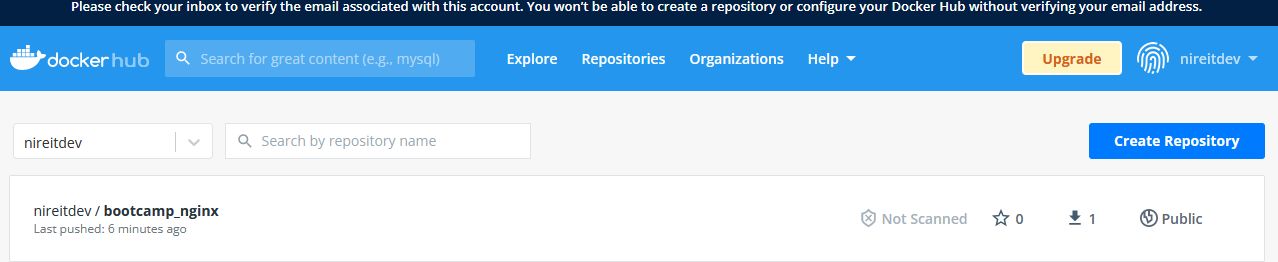 Please check your inbox to verify the email associated with this account. You won't be able to create a repository or configure your Docker Hub without verifying your email address.
dockerhub Search for great content (e.g., mysql) Explore Repositories Organizations Help Upgrade nireitdev
nireitdev Search by repository name Create Repository
nireitdev / bootcamp_nginx Not Scanned 0 1 Public
Last pushed: 6 minutes ago